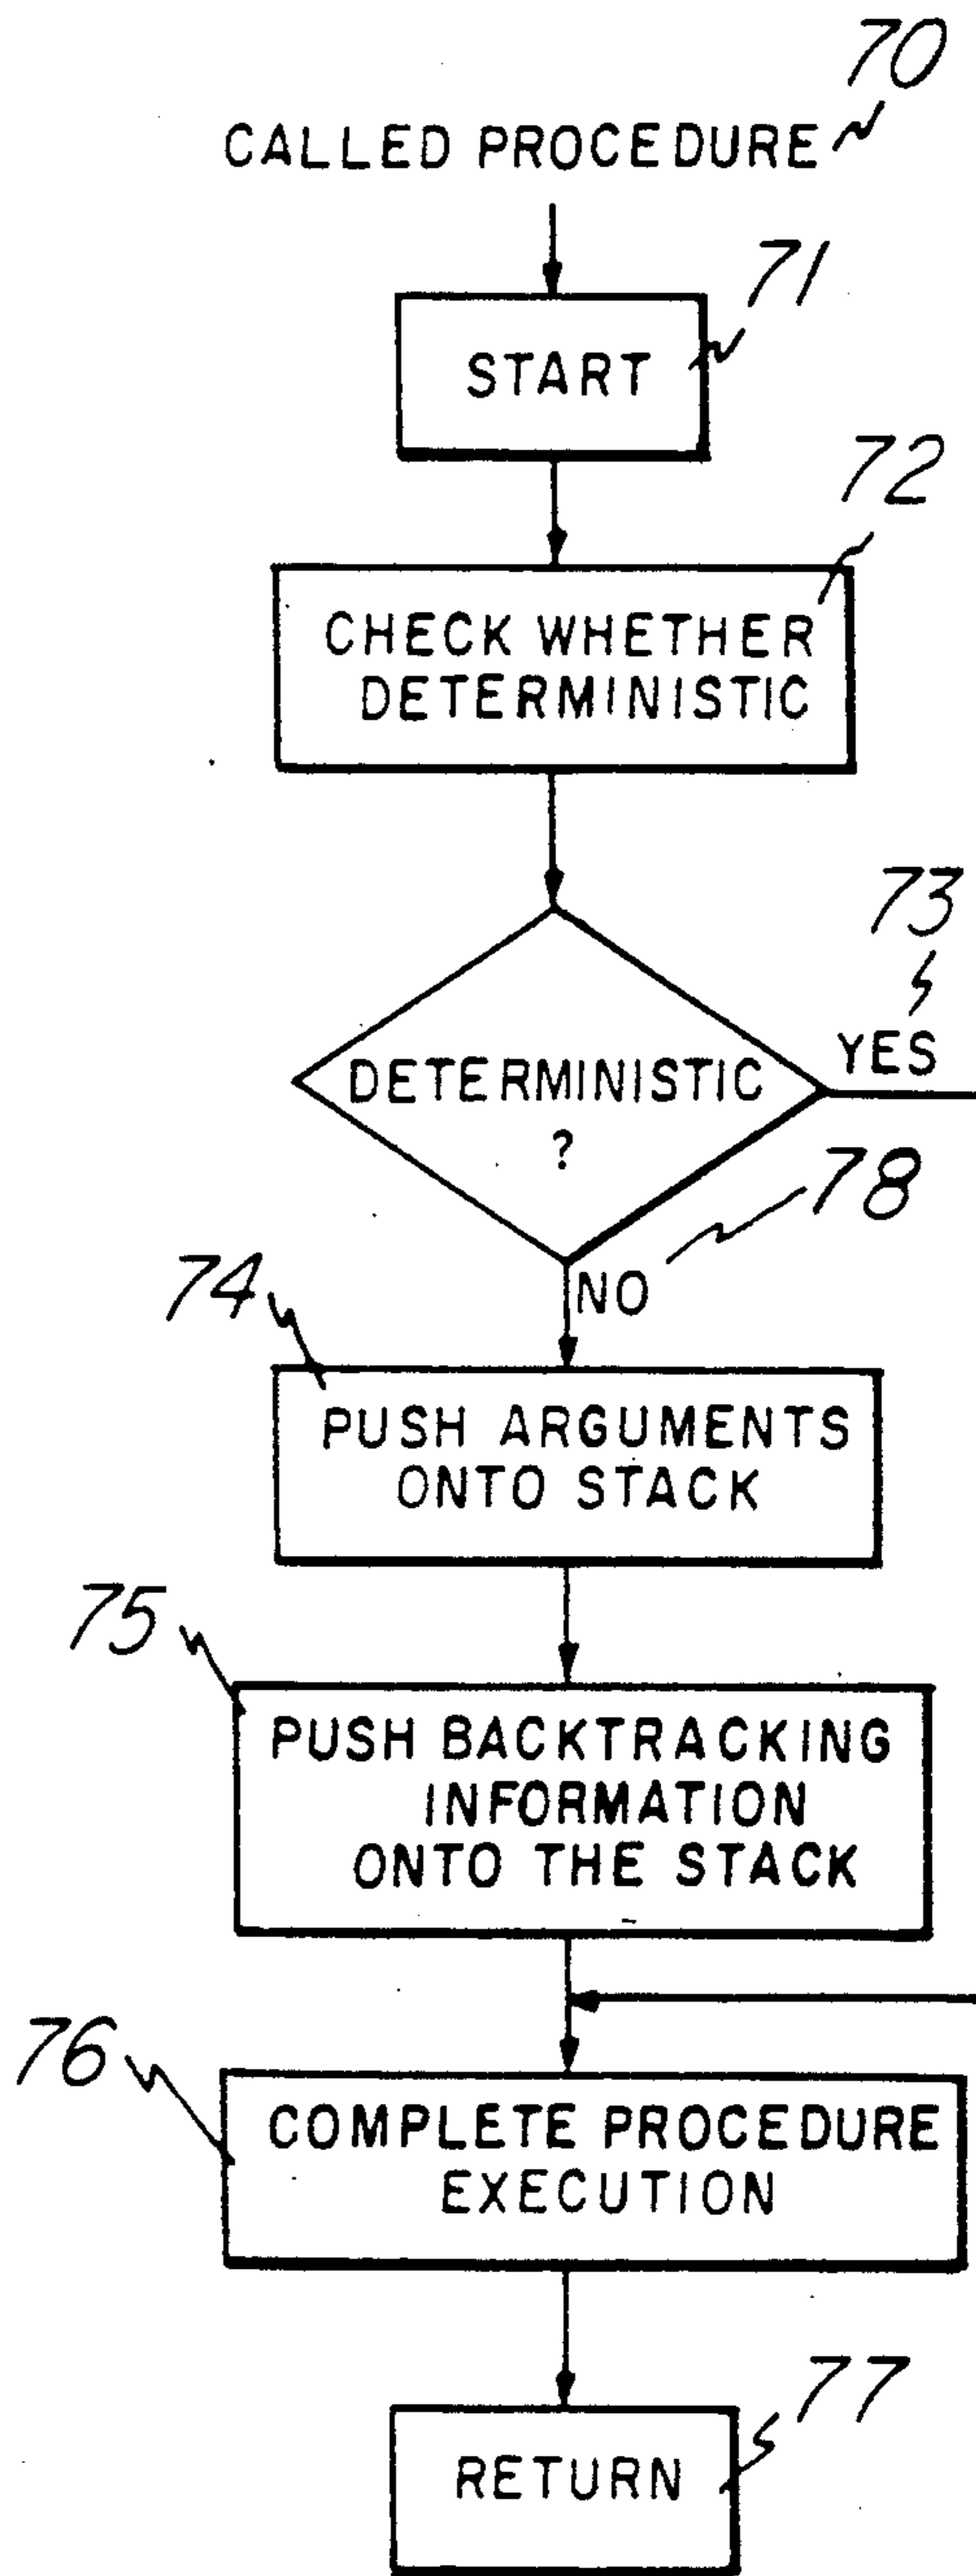 70
CALLED PROCEDURE
71
START
72
CHECK WHETHER
DETERMINISTIC
73
YES
DETERMINISTIC
?
78
NO
74
PUSH ARGUMENTS
ONTO STACK
75
PUSH BACKTRACKING
INFORMATION
ONTO THE STACK
76
COMPLETE PROCEDURE
EXECUTION
77
RETURN